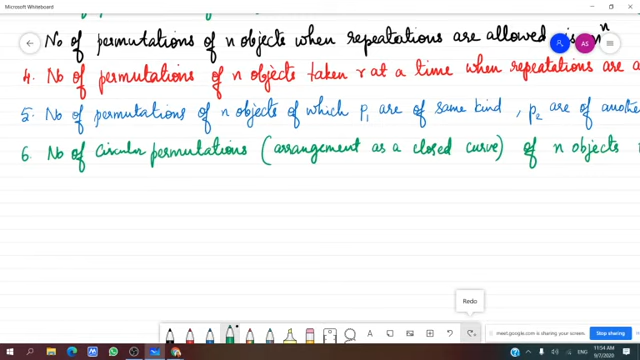 Microsoft Whiteboard
No of permutations of n objects when repeatations are allowed is n^n
AS
4. No of permutations of n objects taken r at a time when repeatations are a
5. No of permutations of n objects of which p₁ are of same kind, p₂ are of another
6. No of circular permutations (arrangement as a closed curve) of n objects
Redo
meet.google.com is sharing your screen.
Stop sharing
11:54 AM
9/7/2020